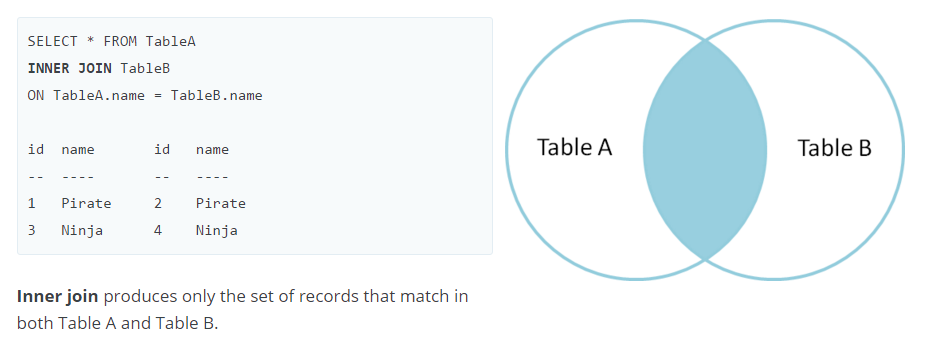 SELECT * FROM TableA
INNER JOIN TableB
ON TableA.name = TableB.name
id name id name
-- ---- -- ----
1 Pirate 2 Pirate
3 Ninja 4 Ninja
Inner join produces only the set of records that match in
both Table A and Table B.
Table A
Table B